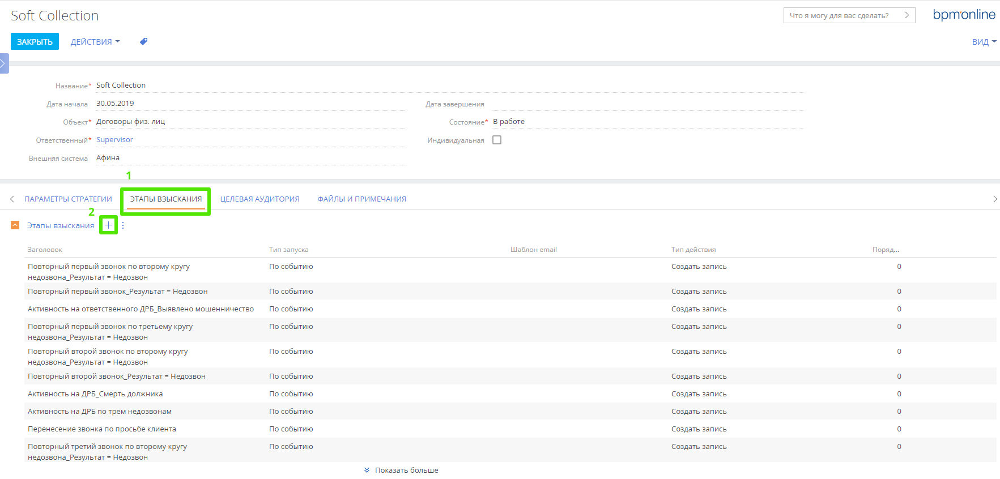 Soft Collection
Что я могу для вас сделать?
bpmonline
ЗАКРЫТЬ
ДЕЙСТВИЯ
ВИД
Название*
Soft Collection
Дата начала
30.05.2019
Дата завершения
Объект*
Договоры физ. лиц
Состояние*
В работе
Ответственный*
Supervisor
Индивидуальная
Внешняя система
Афина
1
ПАРАМЕТРЫ СТРАТЕГИИ
ЭТАПЫ ВЗЫСКАНИЯ
ЦЕЛЕВАЯ АУДИТОРИЯ
ФАЙЛЫ И ПРИМЕЧАНИЯ
2
Этапы взыскания
Заголовок
Тип запуска
Шаблон email
Тип действия
Поряд...
Повторный первый звонок по второму кругу
недозвона_Результат = Недозвон
По событию
Создать запись
0
Повторный первый звонок_Результат = Недозвон
По событию
Создать запись
0
Активность на ответственного ДРБ_Выявлено мошенничество
По событию
Создать запись
0
Повторный первый звонок по третьему кругу
недозвона_Результат = Недозвон
По событию
Создать запись
0
Повторный второй звонок по второму кругу
недозвона_Результат = Недозвон
По событию
Создать запись
0
Повторный второй звонок_Результат = Недозвон
По событию
Создать запись
0
Активность на ДРБ_Смерть должника
По событию
Создать запись
0
Активность на ДРБ по трем недозвонам
По событию
Создать запись
0
Перенесение звонка по просьбе клиента
По событию
Создать запись
0
Повторный третий звонок по второму кругу
недозвона_Результат = Недозвон
По событию
Создать запись
0
Показать больше